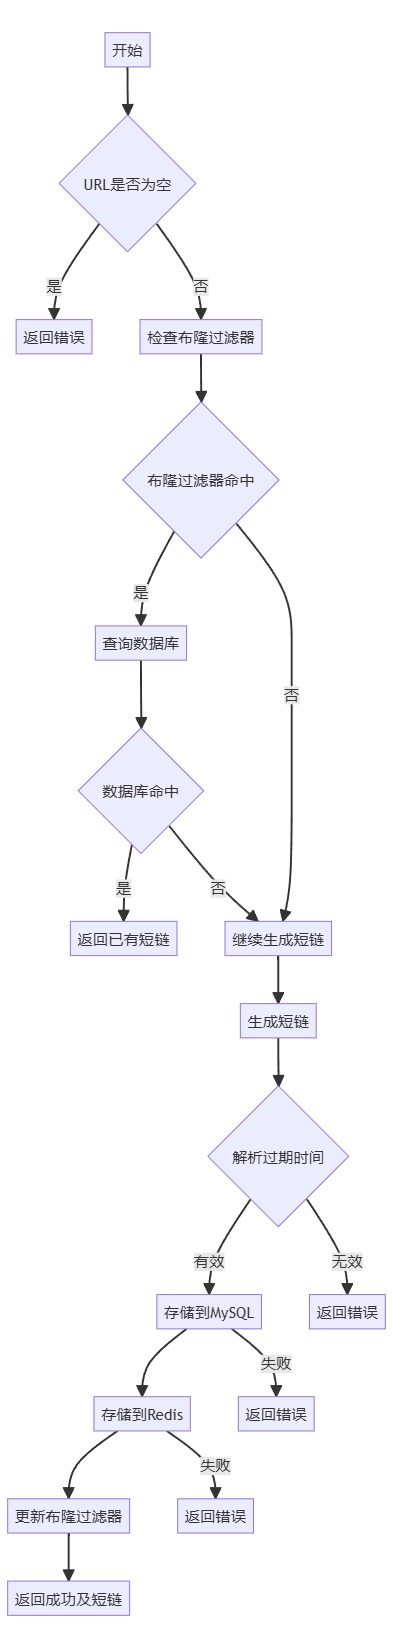 开始
URL是否为空
是
否
返回错误
检查布隆过滤器
布隆过滤器命中
是
查询数据库
否
数据库命中
是
否
返回已有短链
继续生成短链
生成短链
解析过期时间
有效
无效
存储到MySQL
返回错误
失败
存储到Redis
返回错误
失败
更新布隆过滤器
返回错误
返回成功及短链